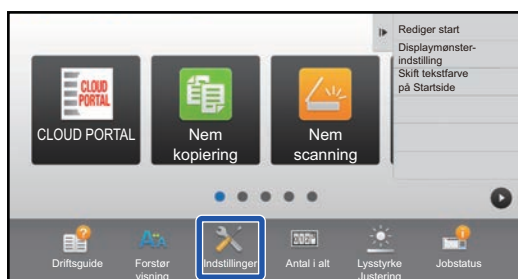 Rediger start
Displaymønster-
indstilling
Skift tekstfarve
på Startside
CLOUD
PORTAL
CLOUD PORTAL
Nem
kopiering
Nem
scanning
Driftsguide
Forstør
visning
Indstillinger
Antal i alt
Lysstyrke
Justering
Jobstatus